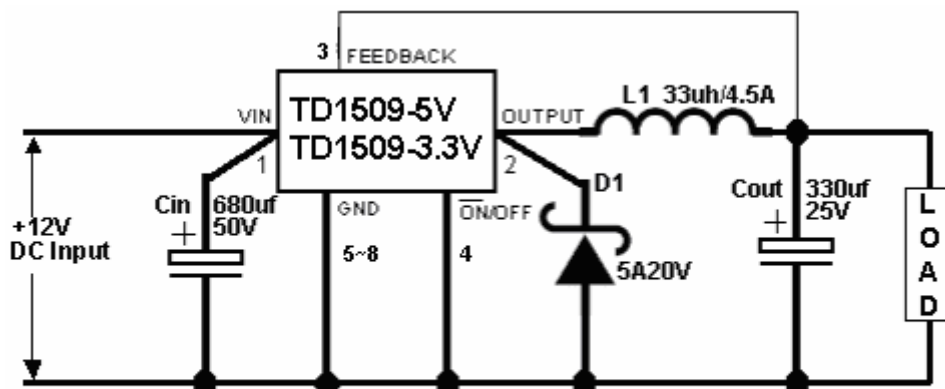 3 FEEDBACK
VIN
1
TD1509-5V
TD1509-3.3V
OUTPUT
2
L1 33uh/4.5A
+12V
DC Input
Cin
+
680uf
50V
GND
5~8
ON/OFF
4
D1
5A20V
Cout
+
330uf
25V
LOAD